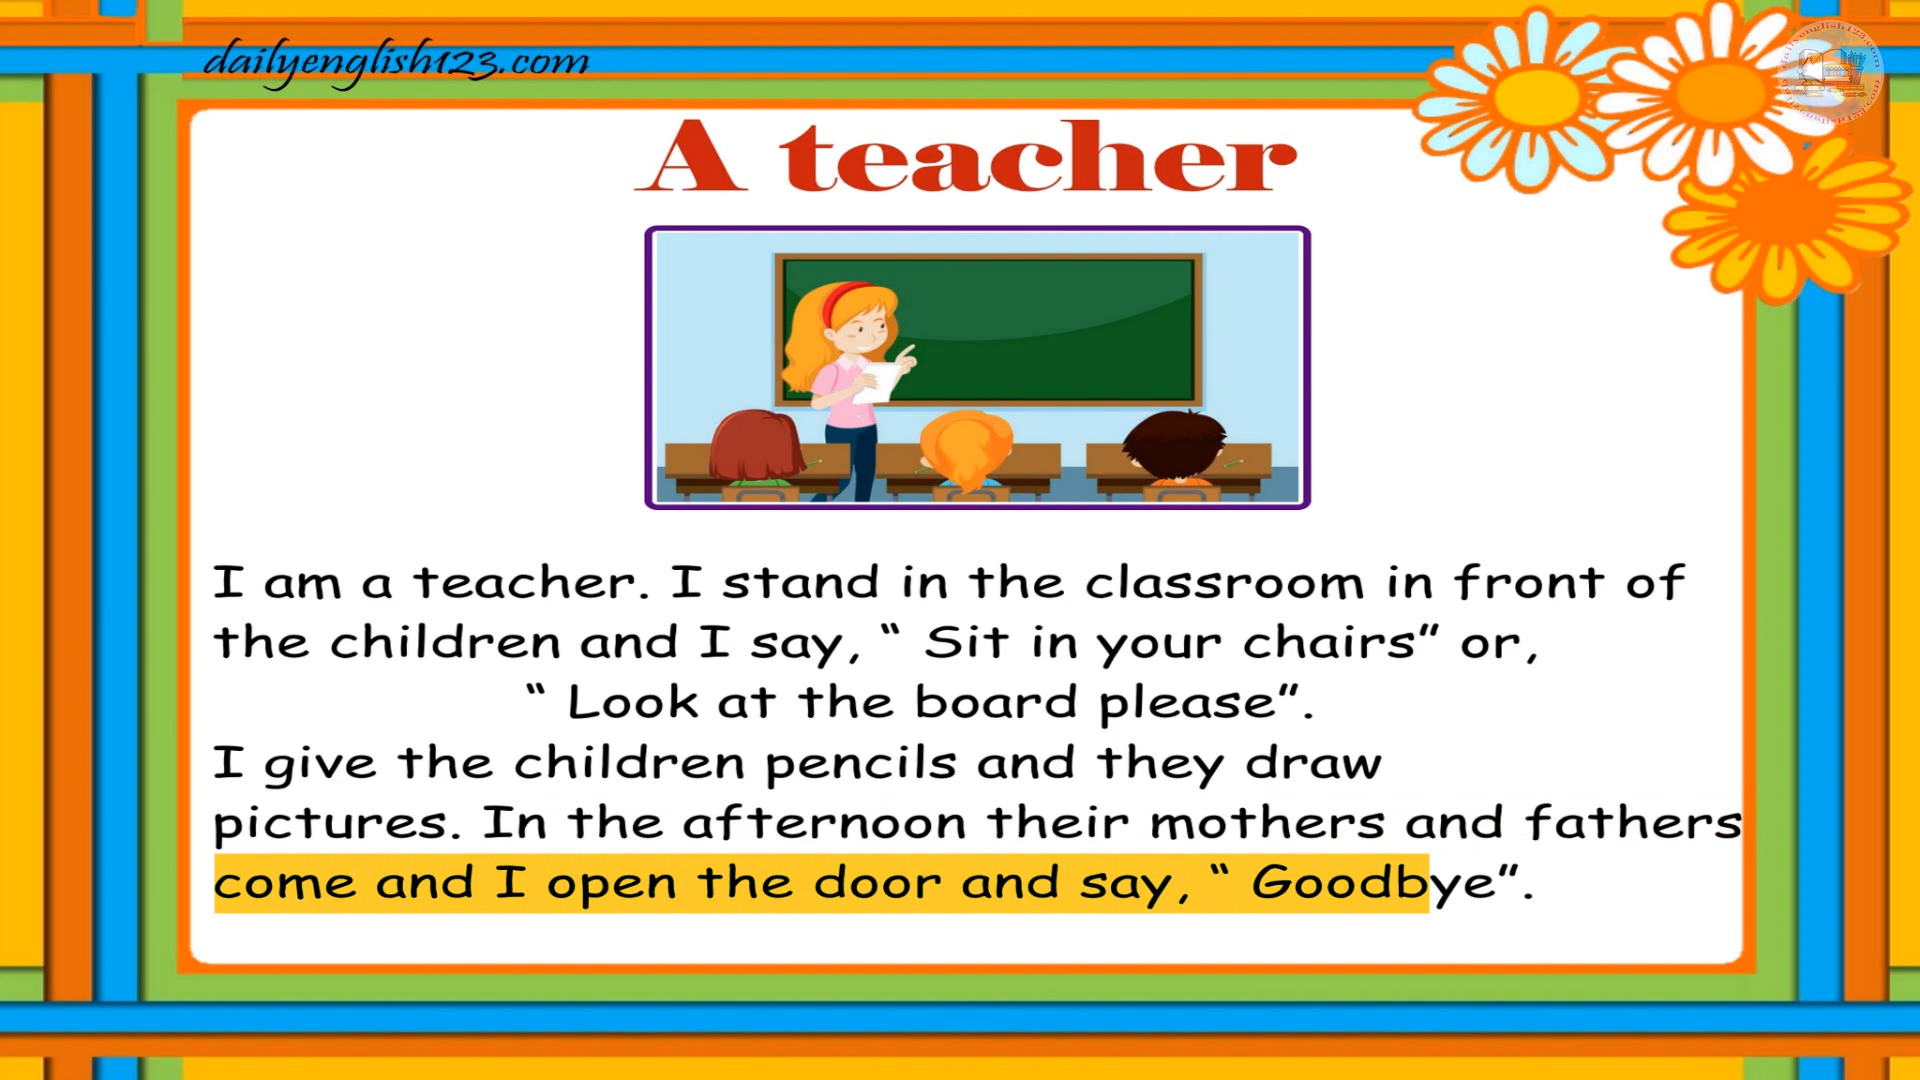 dailyenglish123.com
A teacher
I am a teacher. I stand in the classroom in front of
the children and I say, “ Sit in your chairs” or,
“ Look at the board please”.
I give the children pencils and they draw
pictures. In the afternoon their mothers and fathers
come and I open the door and say, “ Goodbye”.